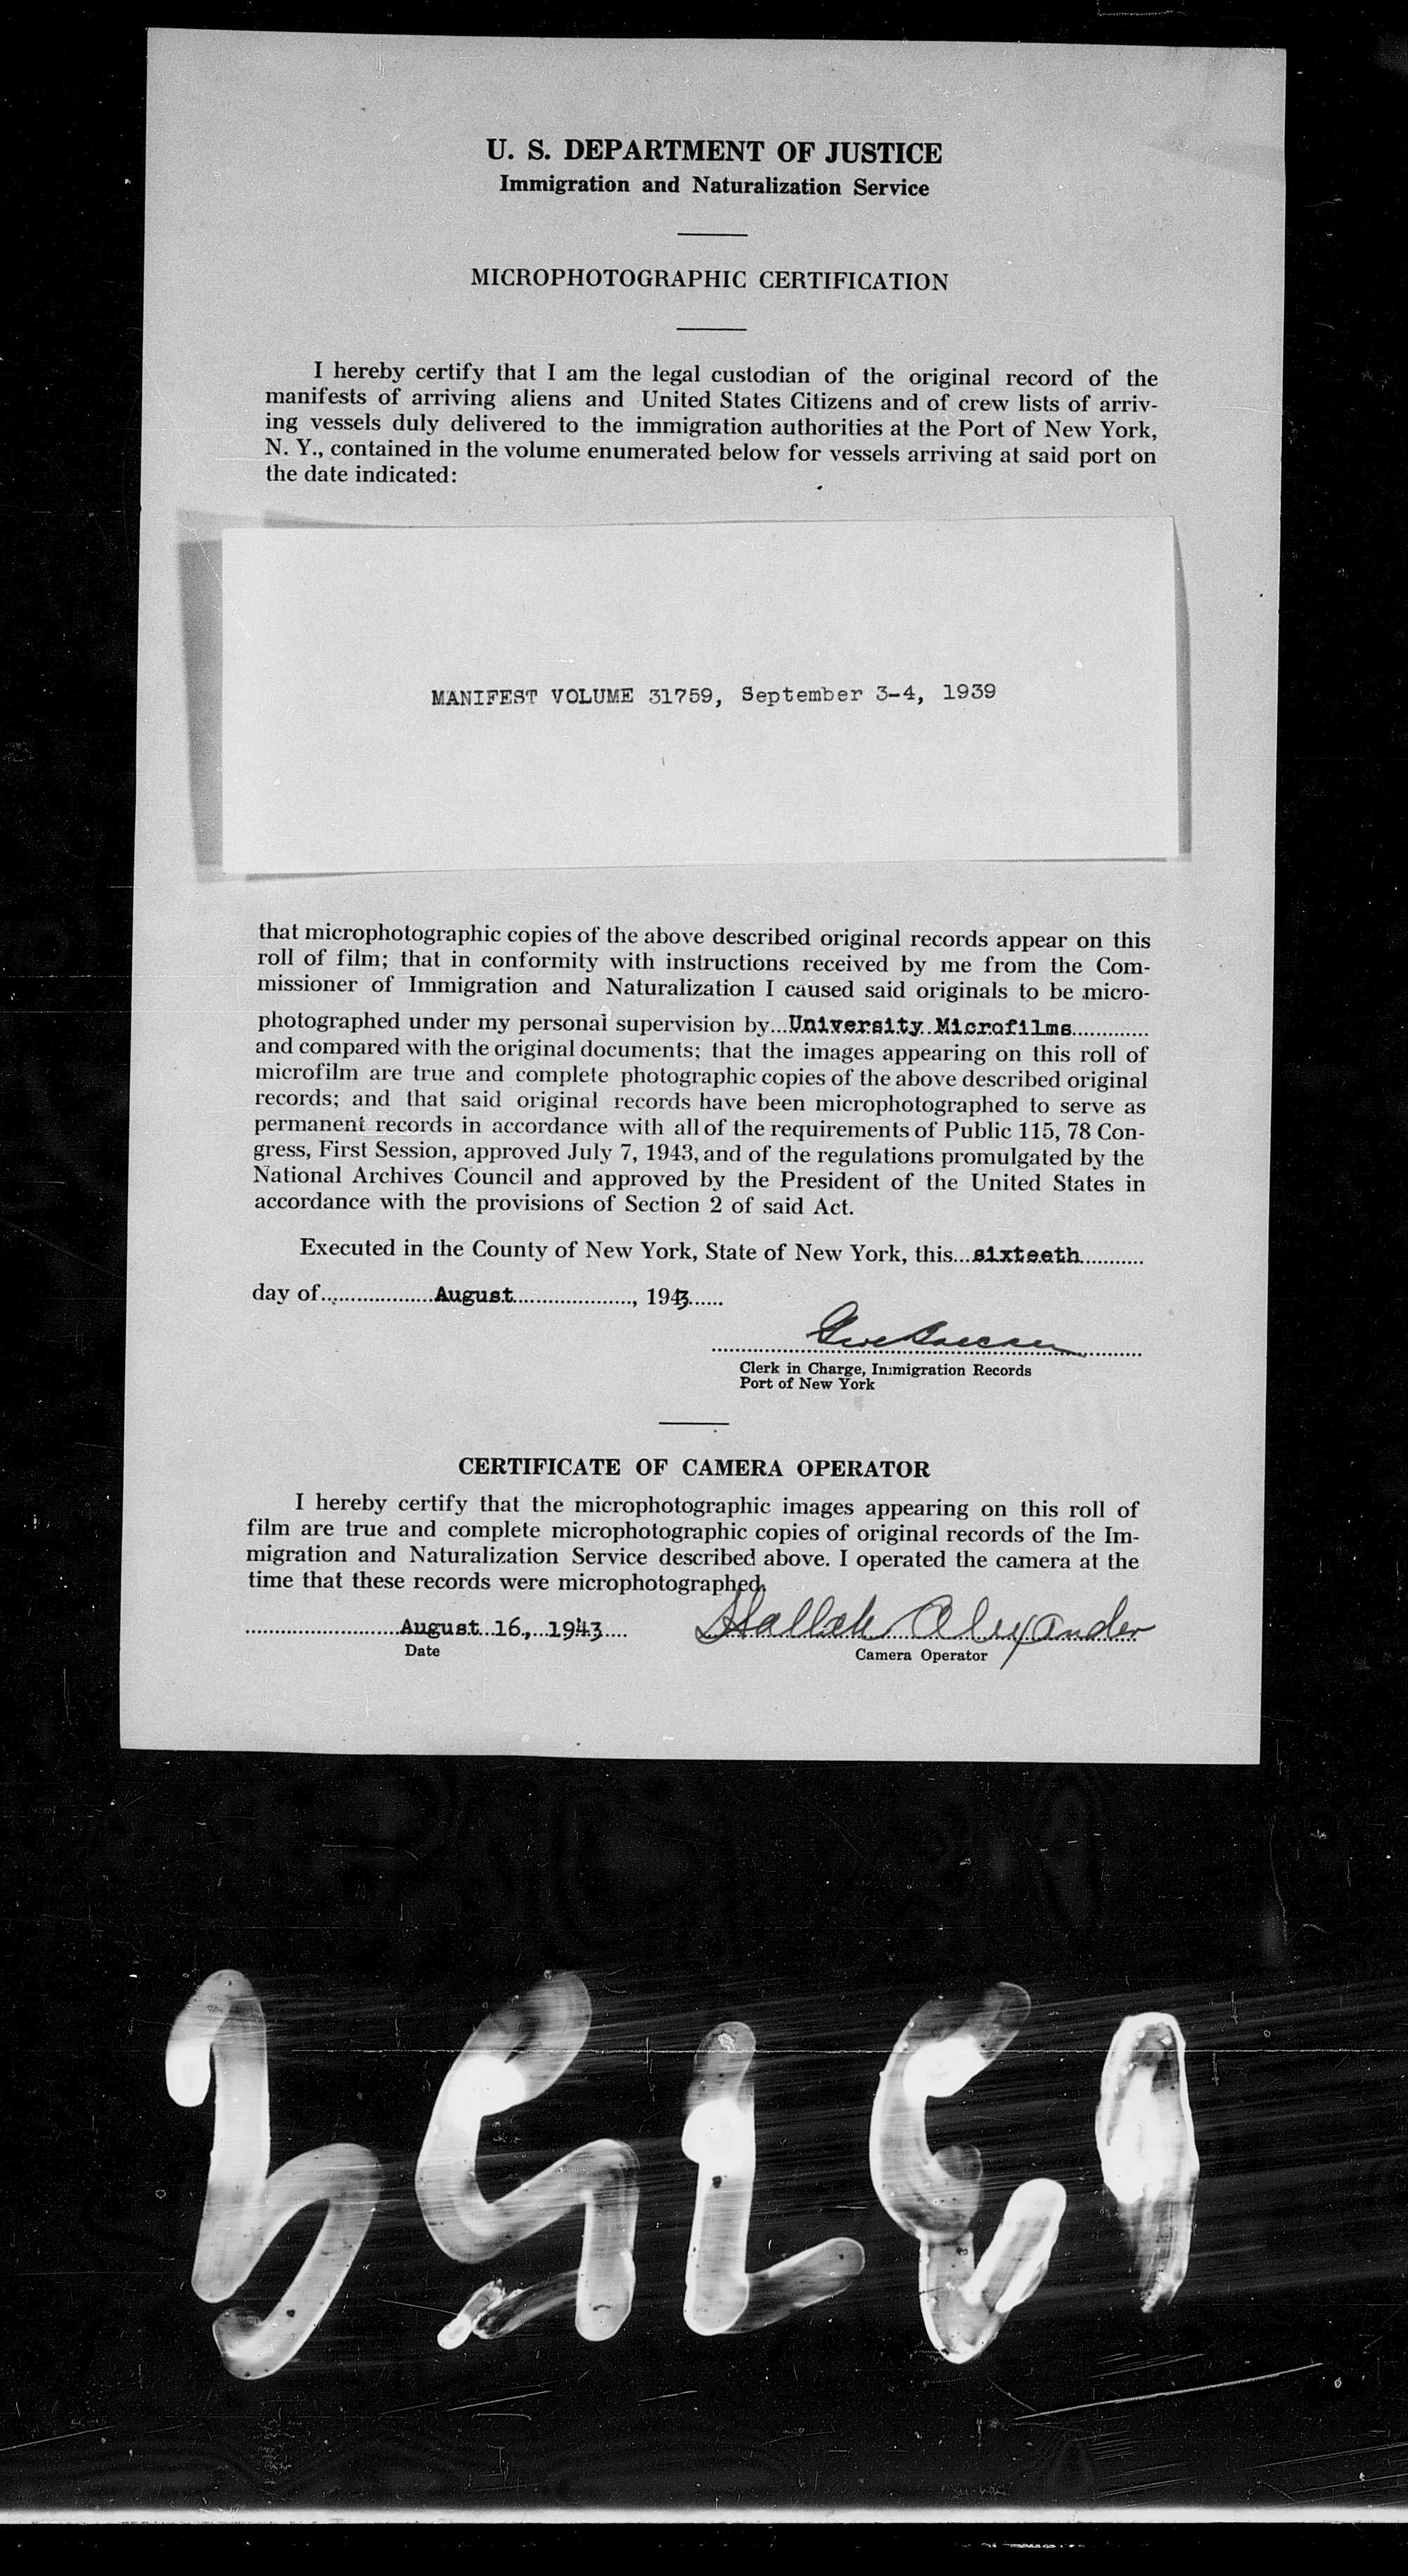 U. S. DEPARTMENT OF JUSTICE
Immigration and Naturalization Service
MICROPHOTOGRAPHIC CERTIFICATION
I hereby certify that I am the legal custodian of the original record of the
manifests of arriving aliens and United States Citizens and of crew lists of arriv-
ing vessels duly delivered to the immigration authorities at the Port of New York,
N. Y., contained in the volume enumerated below for vessels arriving at said port on
the date indicated:
MANIFEST VOLUME 31759, September 3-4, 1939
that microphotographic copies of the above described original records appear on this
roll of film; that in conformity with instructions received by me from the Com-
missioner of Immigration and Naturalization I caused said originals to be micro-
photographed under my personal supervision by...University Microfilms
and compared with the original documents; that the images appearing on this roll of
microfilm are true and complete photographic copies of the above described original
records; and that said original records have been microphotographed to serve as
permanent records in accordance with all of the requirements of Public 115, 78 Con-
gress, First Session, approved July 7, 1943, and of the regulations promulgated by the
National Archives Council and approved by the President of the United States in
accordance with the provisions of Section 2 of said Act.
Executed in the County of New York, State of New York, this...sixteeth
day of August, 1943
Clerk in Charge, Immigration Records
Port of New York
CERTIFICATE OF CAMERA OPERATOR
I hereby certify that the microphotographic images appearing on this roll of
film are true and complete microphotographic copies of original records of the Im-
migration and Naturalization Service described above. I operated the camera at the
time that these records were microphotographed.
August 16, 1943 Alexander
Date
Camera Operator